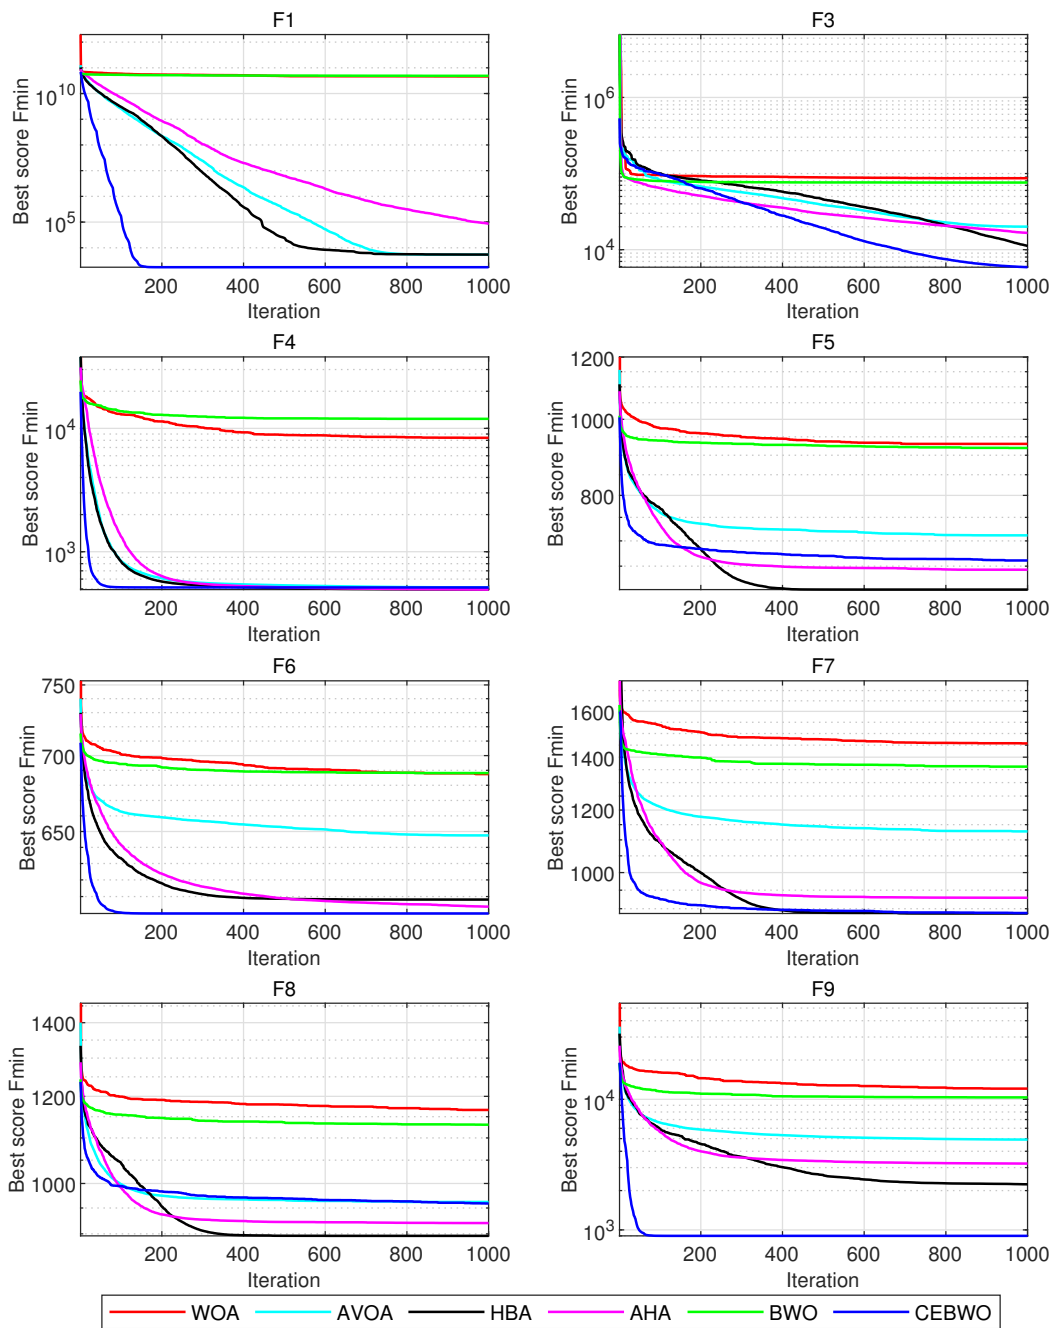 F1
Best score Fmin
10^10
10^5
200 400 600 800 1000
Iteration
F3
Best score Fmin
10^6
10^4
200 400 600 800 1000
Iteration
F4
Best score Fmin
10^4
10^3
200 400 600 800 1000
Iteration
F5
Best score Fmin
1200
1000
800
200 400 600 800 1000
Iteration
F6
Best score Fmin
750
700
650
200 400 600 800 1000
Iteration
F7
Best score Fmin
1600
1400
1200
1000
200 400 600 800 1000
Iteration
F8
Best score Fmin
1400
1200
1000
200 400 600 800 1000
Iteration
F9
Best score Fmin
10^4
10^3
200 400 600 800 1000
Iteration
WOA AVOA HBA AHA BWO CEBWO